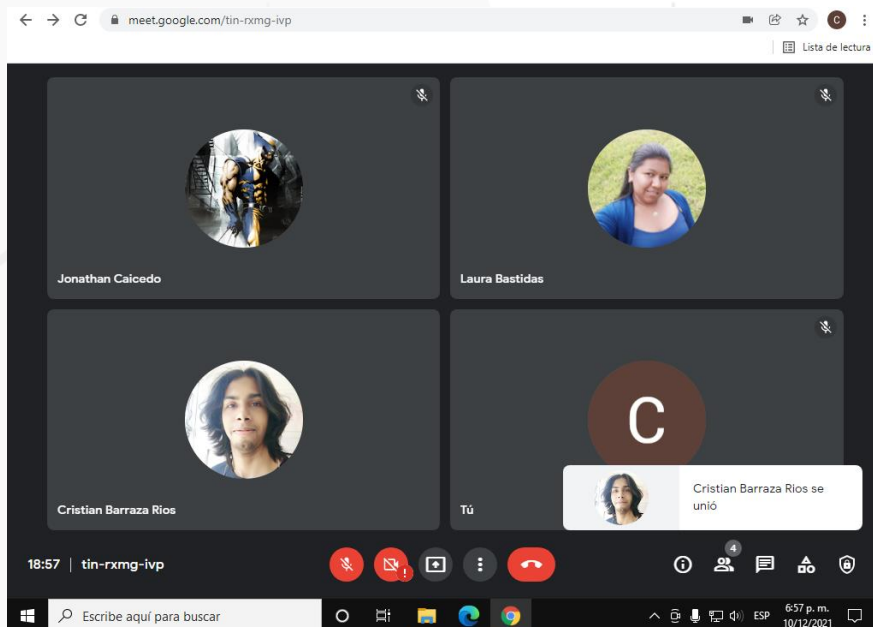 meet.google.com/tin-rxmg-ivp
C
Lista de lectura
Jonathan Caicedo
Laura Bastidas
Cristian Barraza Rios
C
Tú
Cristian Barraza Rios se
unió
18:57 | tin-rxmg-ivp
4
Escribe aquí para buscar
ESP
6:57 p. m.
10/12/2021